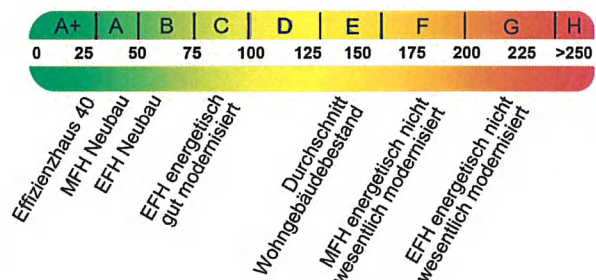 A+ A B C D E F G H
0 25 50 75 100 125 150 175 200 225 >250
Effizienzhaus 40
MFH Neubau
EFH Neubau
EFH energetisch
gut modernisiert
Durchschnitt
Wohngebäudebestand
MFH energetisch nicht
wesentlich modernisiert
EFH energetisch nicht
wesentlich modernisiert